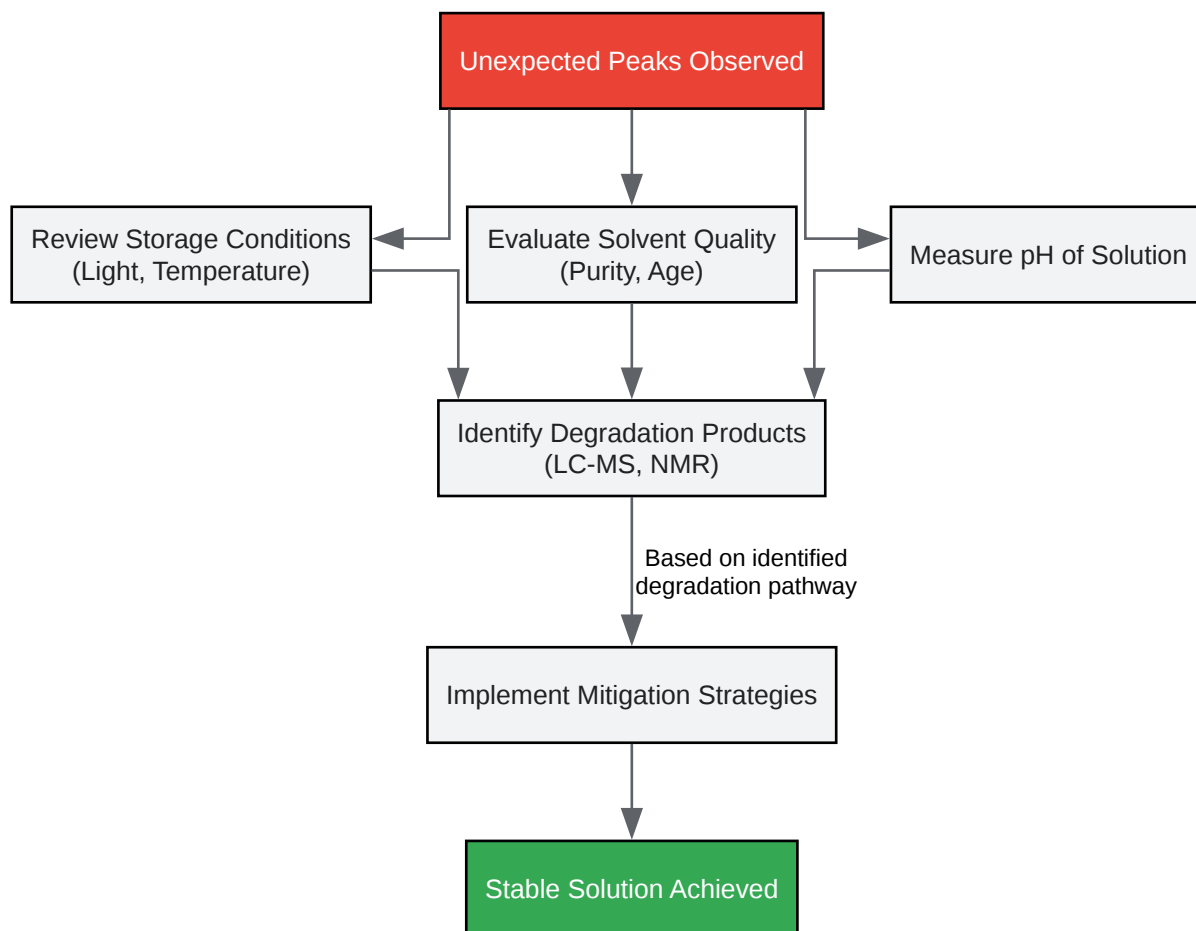 Unexpected Peaks Observed
Review Storage Conditions
(Light, Temperature)
Evaluate Solvent Quality
(Purity, Age)
Measure pH of Solution
Identify Degradation Products
(LC-MS, NMR)
Based on identified
degradation pathway
Implement Mitigation Strategies
Stable Solution Achieved